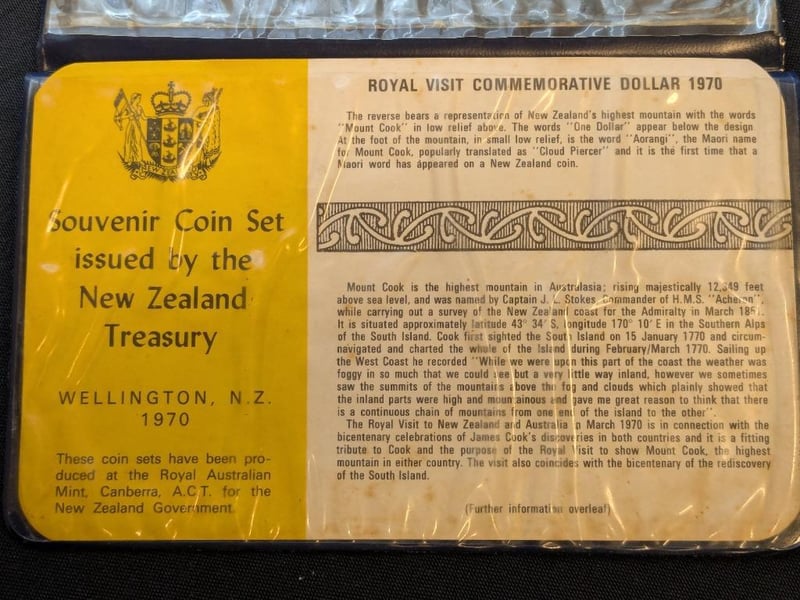 NEW ZEALAND
Souvenir Coin Set
issued by the
New Zealand
Treasury
WELLINGTON, N.Z.
1970
These coin sets have been pro-
duced at the Royal Australian
Mint, Canberra, A.C.T. for the
New Zealand Government.
ROYAL VISIT COMMEMORATIVE DOLLAR 1970
The reverse bears a representation of New Zealand's highest mountain with the words
"Mount Cook" in low relief above. The words "One Dollar" appear below the design
At the foot of the mountain, in small low relief, is the word "Aorangi", the Maori name
for Mount Cook, popularly translated as "Cloud Piercer" and it is the first time that a
Maori word has appeared on a New Zealand coin.
Mount Cook is the highest mountain in Australasia; rising majestically 12,349 feet
above sea level, and was named by Captain J. L. Stokes, Commander of H.M.S. "Acheron",
while carrying out a survey of the New Zealand coast for the Admiralty in March
It is situated approximately latitude 43° 34' S, longitude 170° 10' E in the Southern Alps
of the South Island. Cook first sighted the South Island on 15 January 1770 and circum-
navigated and charted the whole of the Island during February/March 1770. Sailing up
the West Coast he recorded "While we were upon this part of the coast the weather was
foggy in so much that we could see but a very little way inland, however we sometimes
saw the summits of the mountains above the fog and clouds which plainly showed that
the inland parts were high and mountainous and gave me great reason to think that there
is a continuous chain of mountains from one end of the island to the other".
The Royal Visit to New Zealand and Australia in March 1970 is in connection with the
bicentenary celebrations of James Cook's discoveries in both countries and it is a fitting
tribute to Cook and the purpose of the Royal Visit to show Mount Cook, the highest
mountain in either country. The visit also coincides with the bicentenary of the rediscovery
of the South Island.
(Further information overleaf)